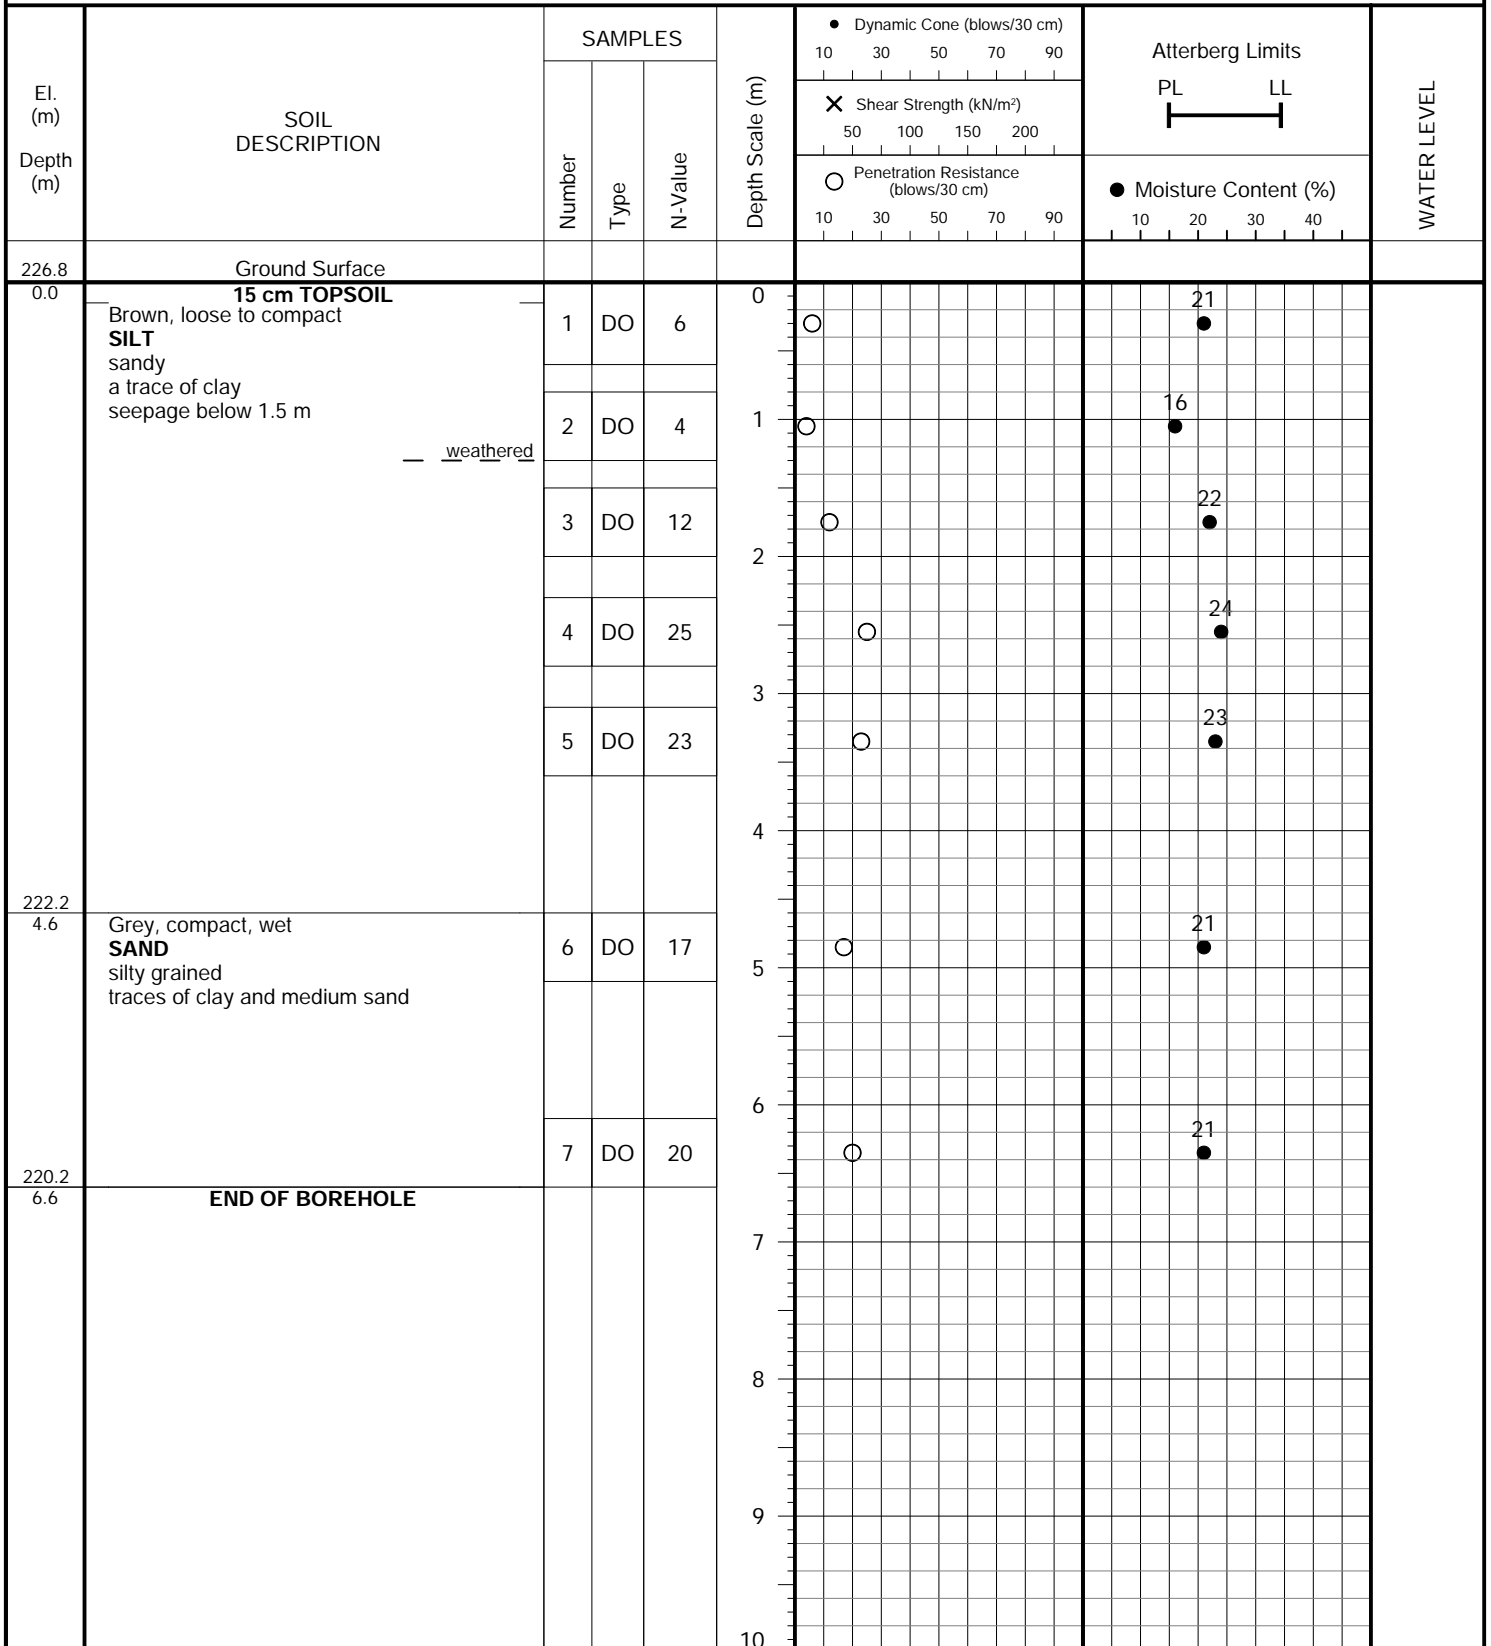 El.
(m)
Depth
(m)
SOIL
DESCRIPTION
SAMPLES
Number
Type
N-Value
Depth Scale (m)
● Dynamic Cone (blows/30 cm)
10 30 50 70 90
✕ Shear Strength (kN/m²)
50 100 150 200
○ Penetration Resistance
(blows/30 cm)
10 30 50 70 90
Atterberg Limits
PL LL
● Moisture Content (%)
10 20 30 40
WATER LEVEL
226.8 Ground Surface
0.0 15 cm TOPSOIL 0
Brown, loose to compact
SILT
sandy
a trace of clay
seepage below 1.5 m
weathered
1 DO 6 21
2 DO 4 1 16
3 DO 12 22
2
4 DO 25 24
3
5 DO 23 23
4
222.2
4.6 Grey, compact, wet
SAND
silty grained
traces of clay and medium sand
6 DO 17 21
5
6
7 DO 20 21
220.2
6.6 END OF BOREHOLE
7
8
9
10